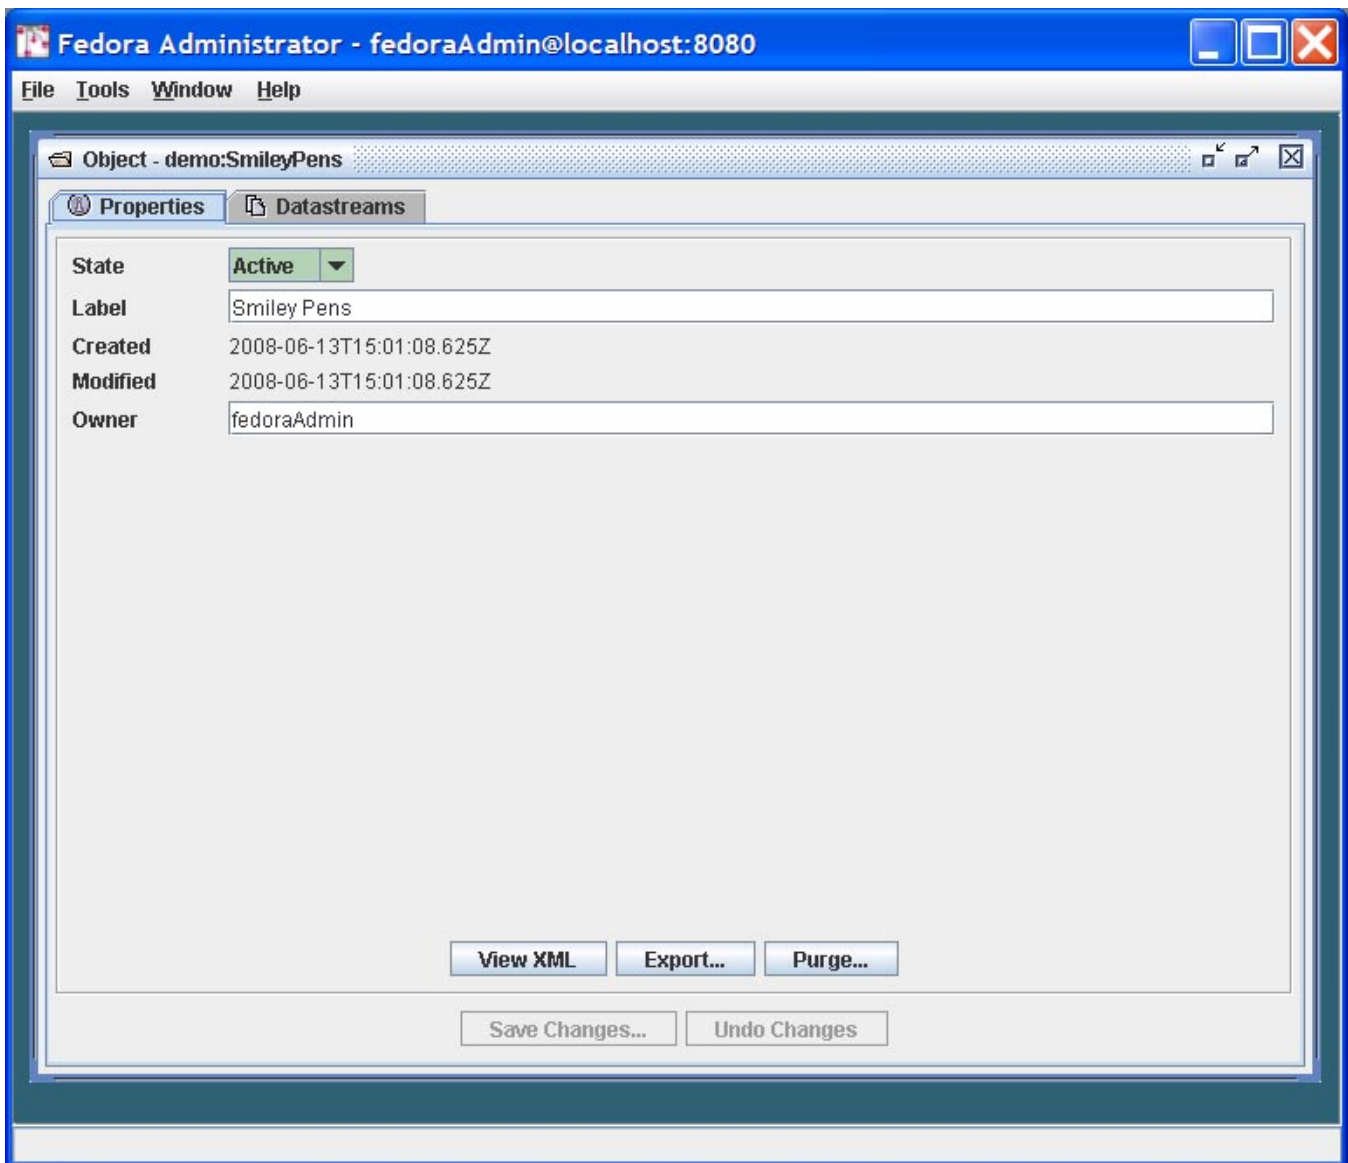 Fedora Administrator - fedoraAdmin@localhost:8080
File Tools Window Help
Object - demo:SmileyPens
Properties Datastreams
State Active
Label Smiley Pens
Created 2008-06-13T15:01:08.625Z
Modified 2008-06-13T15:01:08.625Z
Owner fedoraAdmin
View XML Export... Purge...
Save Changes... Undo Changes